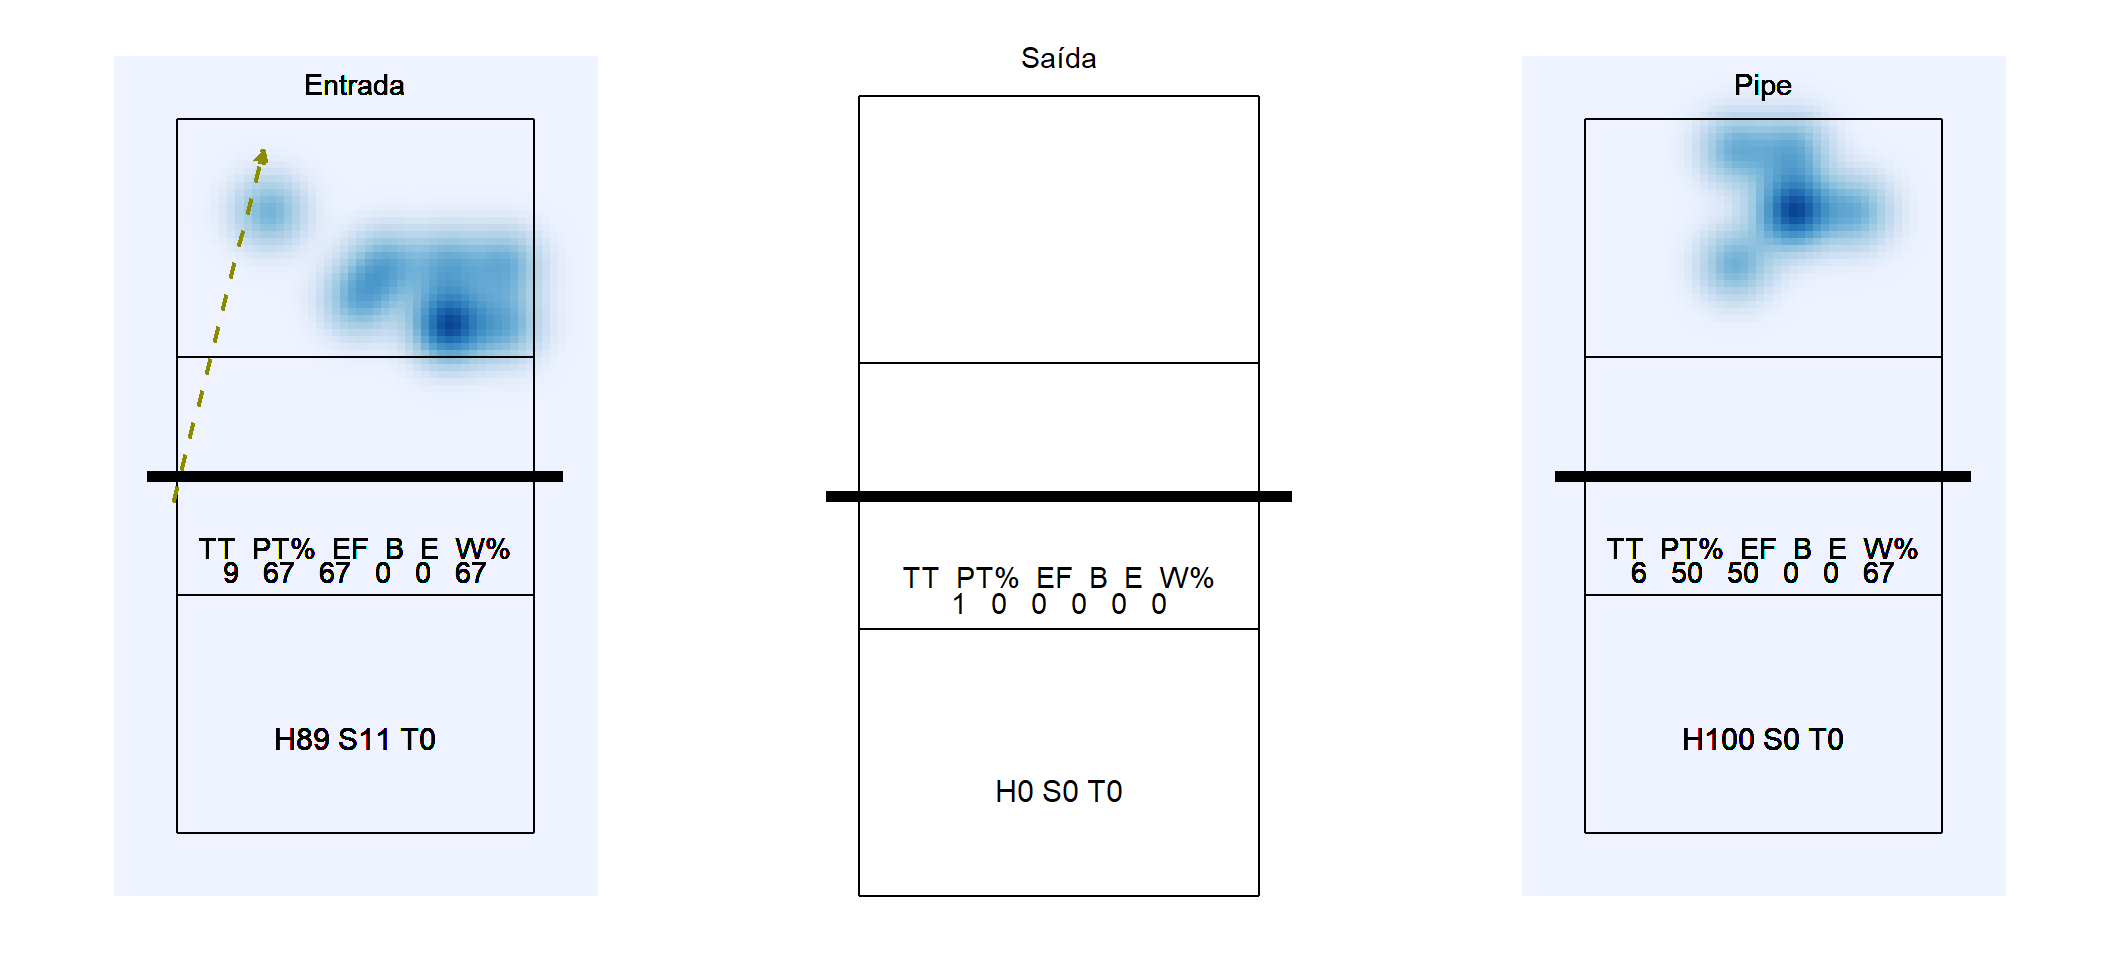 Entrada
TT PT% EF B E W%
9 67 67 0 0 67
H89 S11 T0
Saída
TT PT% EF B E W%
1 0 0 0 0 0
H0 S0 T0
Pipe
TT PT% EF B E W%
6 50 50 0 0 67
H100 S0 T0